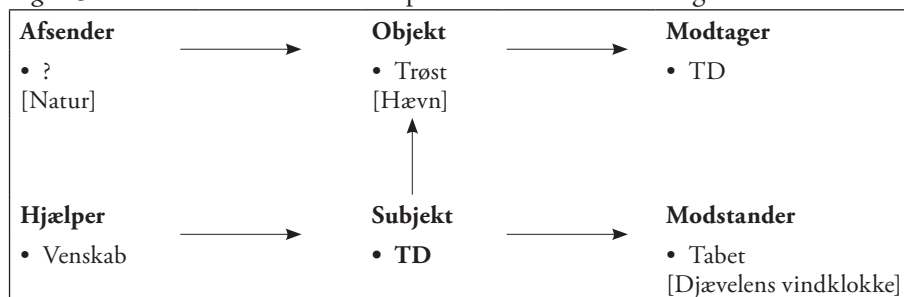 Afsender Objekt Modtager
• ? • Trøst • TD
[Natur] [Hævn]
Hjælper Subjekt Modstander
• Venskab • TD • Tabet
[Djævelens vindklokke]